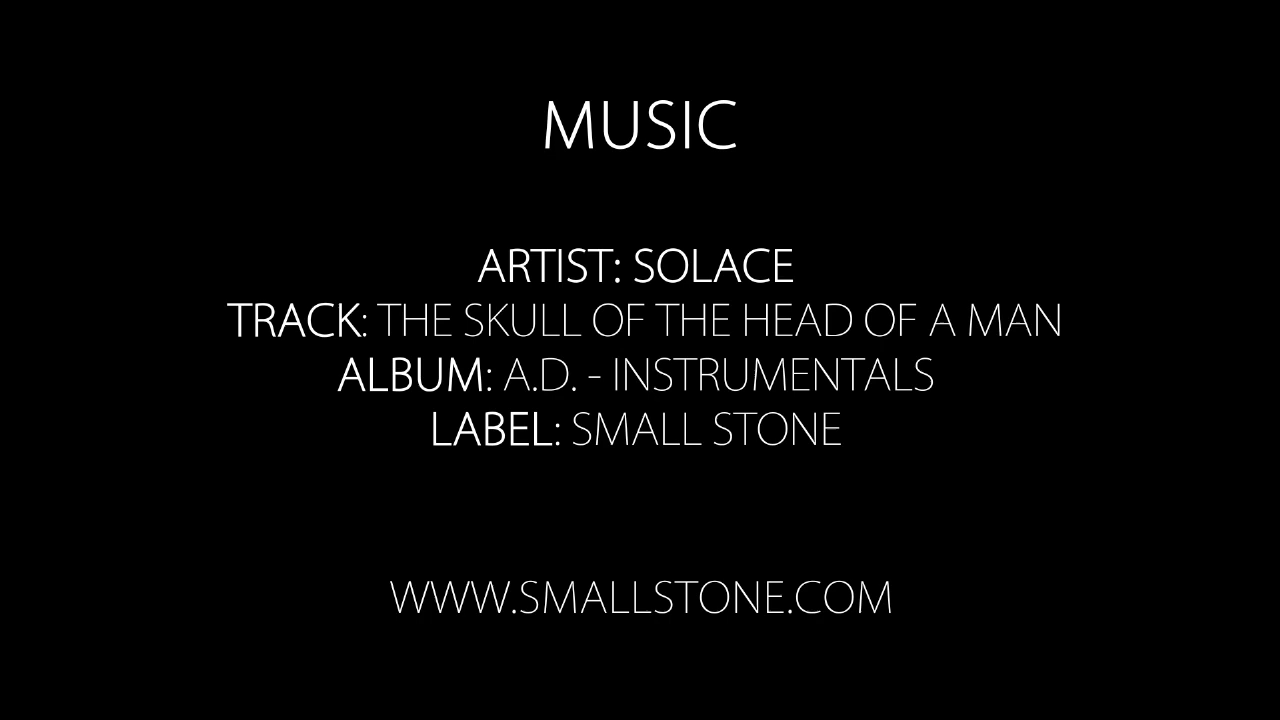 MUSIC
ARTIST: SOLACE
TRACK: THE SKULL OF THE HEAD OF A MAN
ALBUM: A.D. - INSTRUMENTALS
LABEL: SMALL STONE
WWW.SMALLSTONE.COM